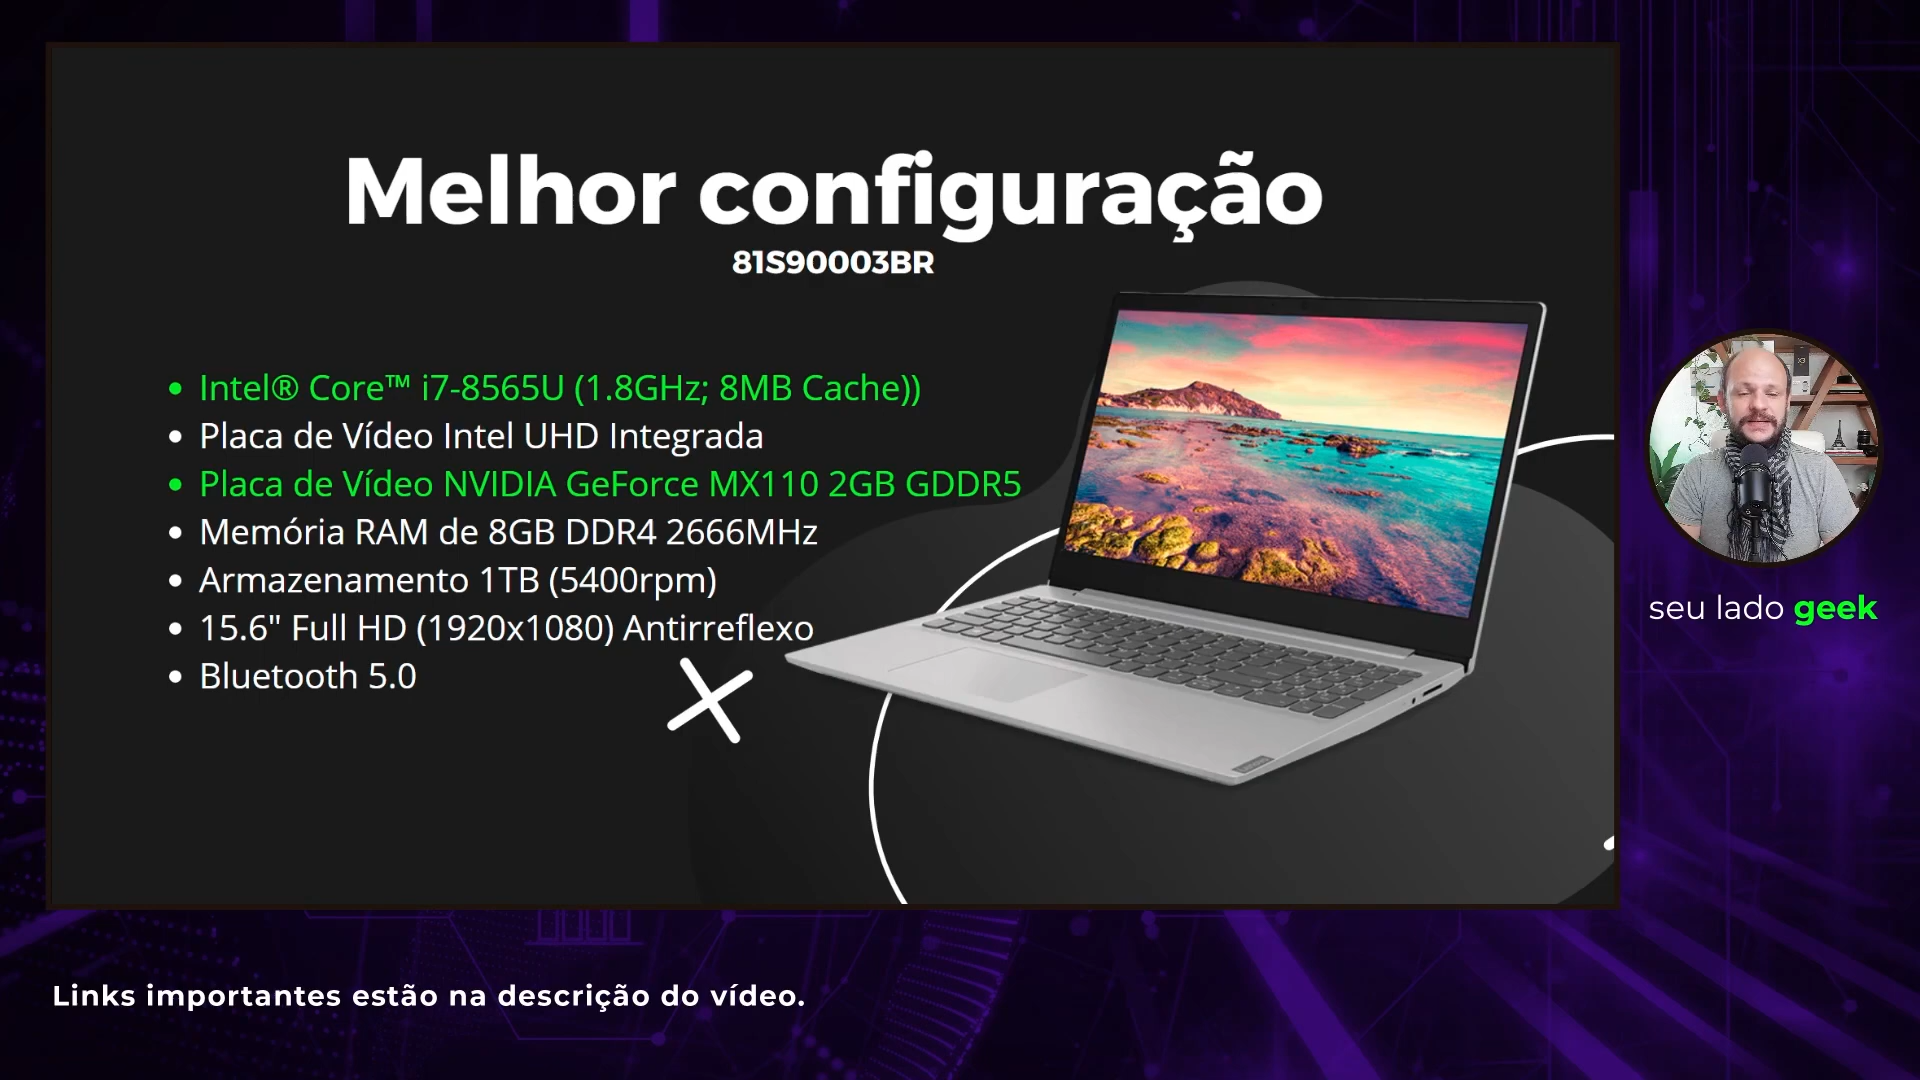 Melhor configuração
81S90003BR
• Intel® Core™ i7-8565U (1.8GHz; 8MB Cache))
• Placa de Vídeo Intel UHD Integrada
• Placa de Vídeo NVIDIA GeForce MX110 2GB GDDR5
• Memória RAM de 8GB DDR4 2666MHz
• Armazenamento 1TB (5400rpm)
• 15.6" Full HD (1920x1080) Antirreflexo
• Bluetooth 5.0
seu lado geek
Links importantes estão na descrição do vídeo.